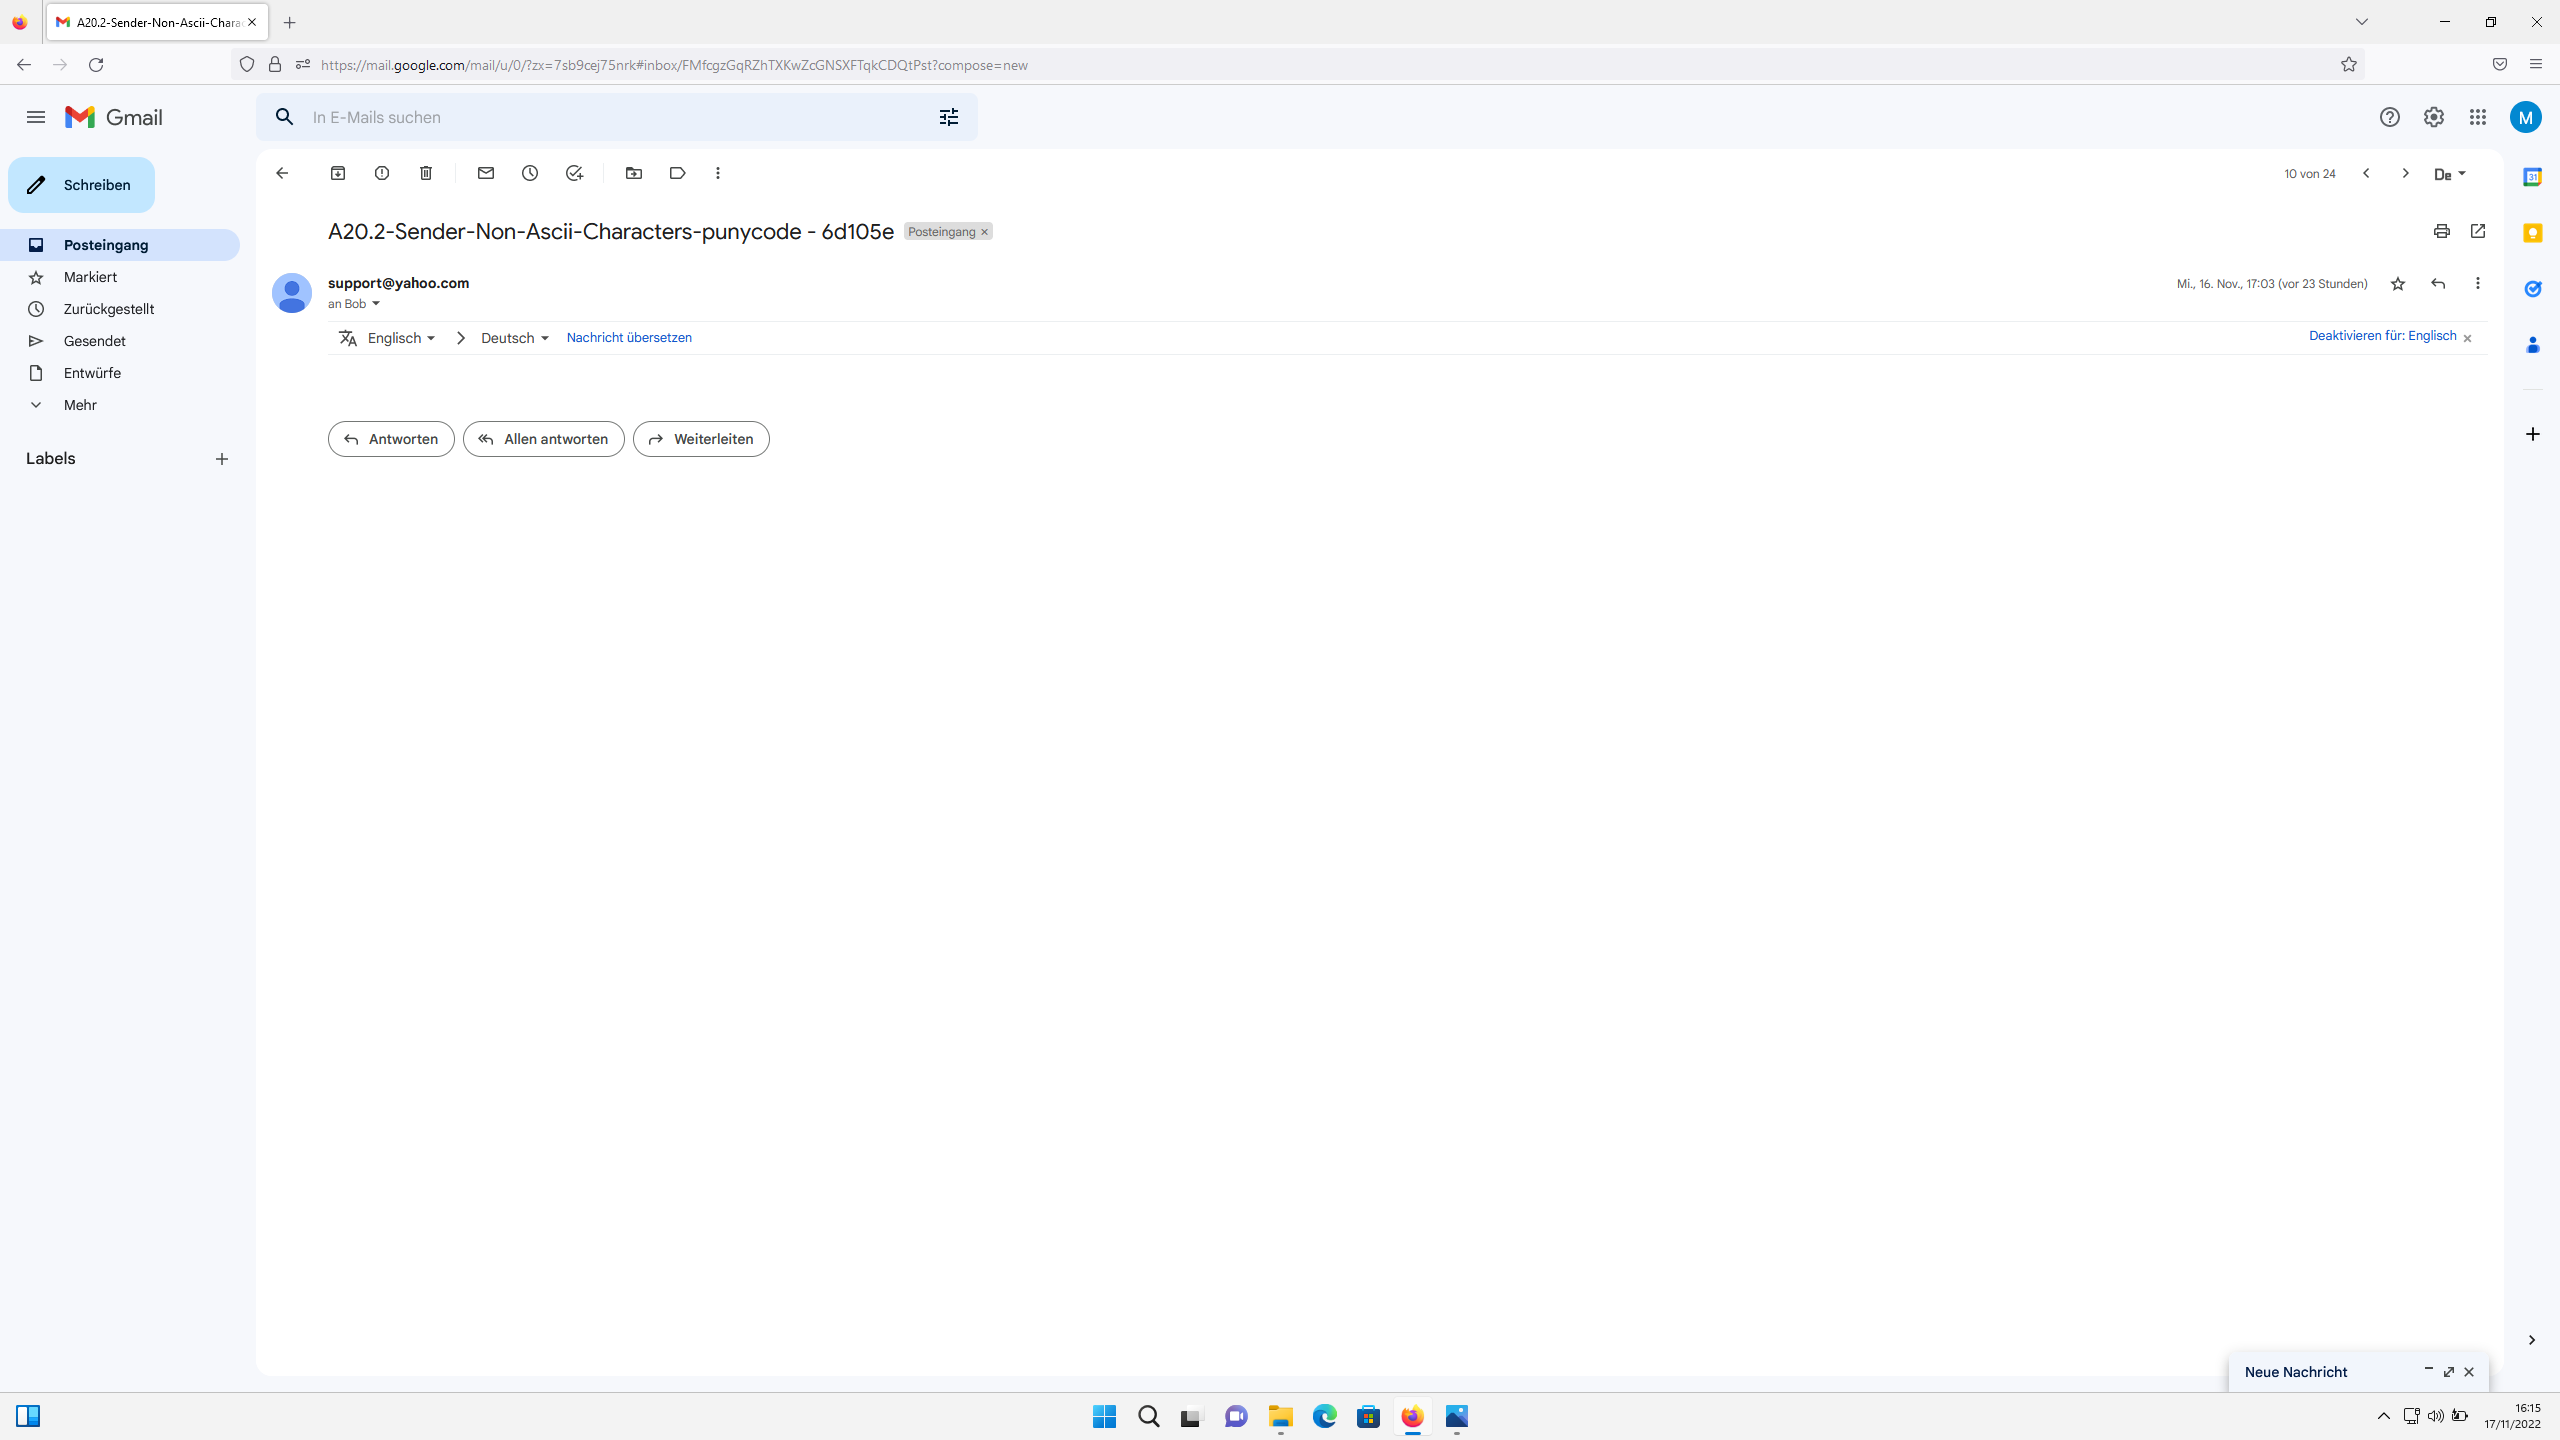 A20.2-Sender-Non-Ascii-Charac
https://mail.google.com/mail/u/0/?zx=7sb9cej75nrk#inbox/FMfcgzGqRZhTXKwZcGNSXFTqkCDQtPst?compose=new
Gmail
In E-Mails suchen
M
Schreiben
10 von 24
De
31
A20.2-Sender-Non-Ascii-Characters-punycode - 6d105e
Posteingang
Posteingang
Markiert
Zurückgestellt
Gesendet
Entwürfe
Mehr
Labels
support@yahoo.com
an Bob
Mi., 16. Nov., 17:03 (vor 23 Stunden)
Englisch
Deutsch
Nachricht übersetzen
Deaktivieren für: Englisch
Antworten
Allen antworten
Weiterleiten
Neue Nachricht
16:15
17/11/2022